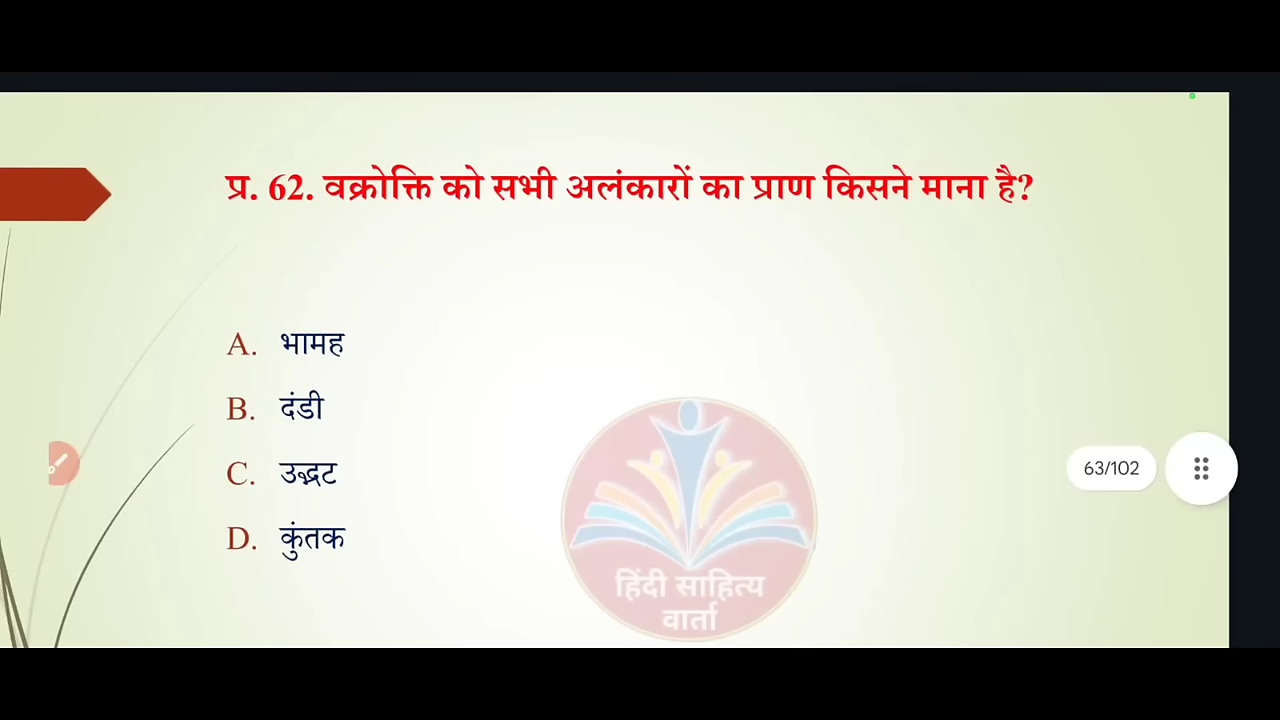 प्र. 62. वक्रोक्ति को सभी अलंकारों का प्राण किसने माना है?
A. भामह
B. दंडी
C. उद्भट
D. कुंतक
63/102
हिंदी साहित्य
वार्ता